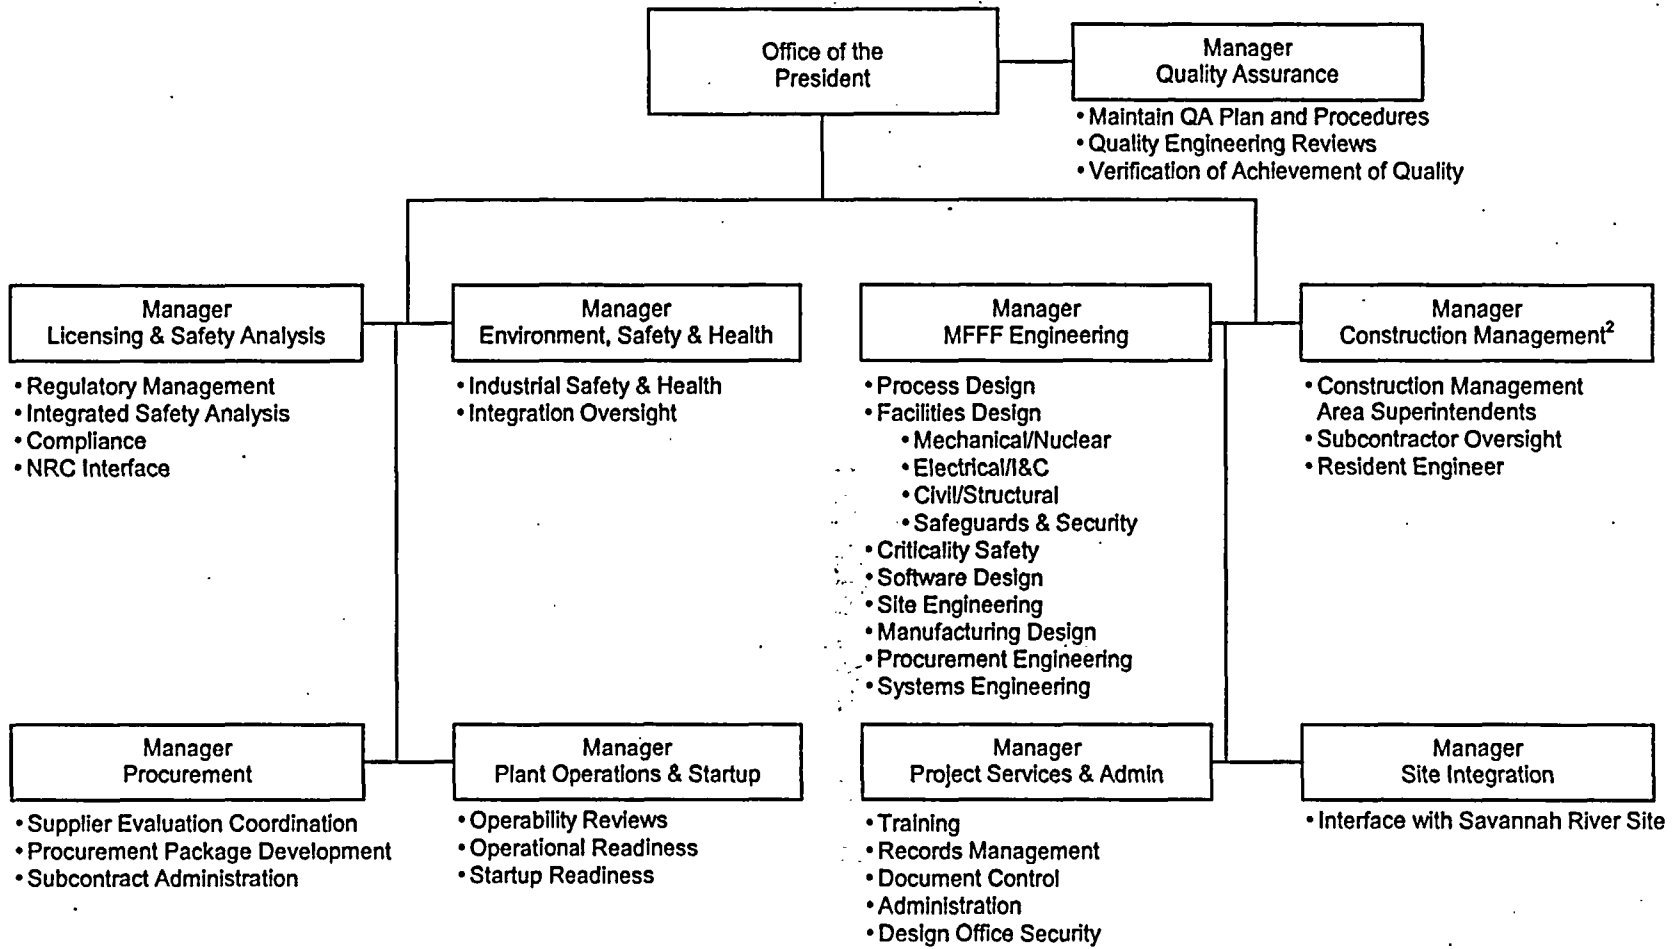 Office of the
President
Manager
Quality Assurance
• Maintain QA Plan and Procedures
• Quality Engineering Reviews
• Verification of Achievement of Quality
Manager
Licensing & Safety Analysis
• Regulatory Management
• Integrated Safety Analysis
• Compliance
• NRC Interface
Manager
Environment, Safety & Health
• Industrial Safety & Health
• Integration Oversight
Manager
MFFF Engineering
• Process Design
• Facilities Design
• Mechanical/Nuclear
• Electrical/I&C
• Civil/Structural
• Safeguards & Security
• Criticality Safety
• Software Design
• Site Engineering
• Manufacturing Design
• Procurement Engineering
• Systems Engineering
Manager
Construction Management²
• Construction Management
Area Superintendents
• Subcontractor Oversight
• Resident Engineer
Manager
Procurement
• Supplier Evaluation Coordination
• Procurement Package Development
• Subcontract Administration
Manager
Plant Operations & Startup
• Operability Reviews
• Operational Readiness
• Startup Readiness
Manager
Project Services & Admin
• Training
• Records Management
• Document Control
• Administration
• Design Office Security
Manager
Site Integration
• Interface with Savannah River Site